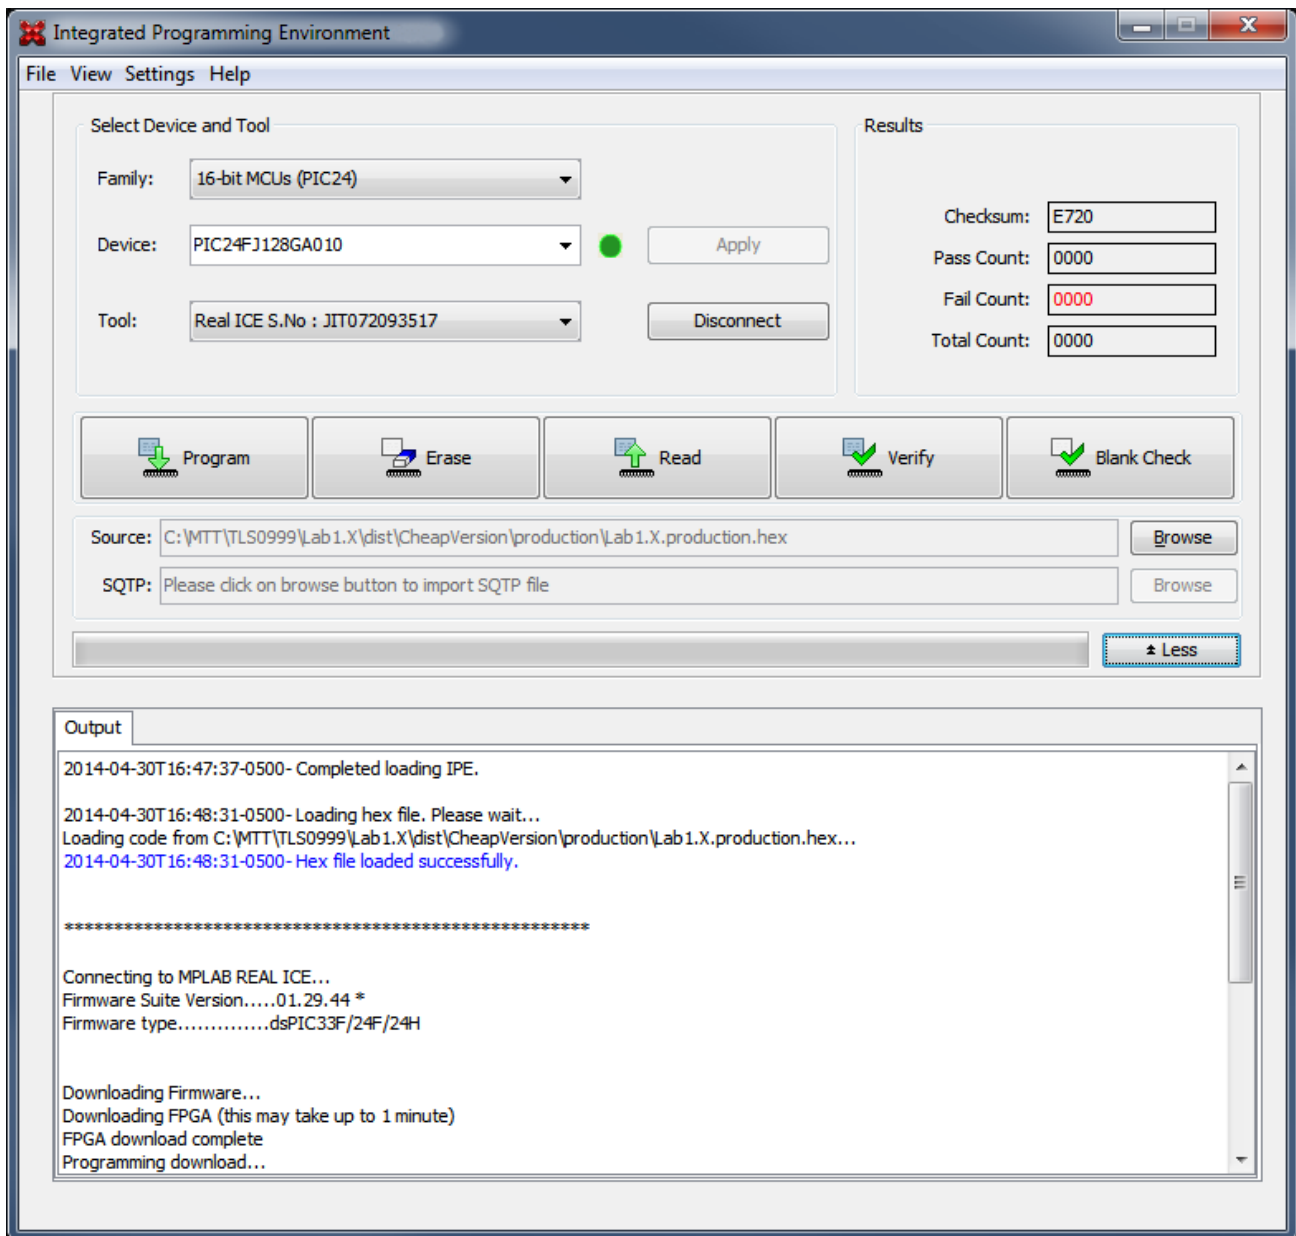 Integrated Programming Environment
File View Settings Help
Select Device and Tool
Family: 16-bit MCUs (PIC24)
Device: PIC24FJ128GA010 Apply
Tool: Real ICE S.No : JIT072093517 Disconnect
Results
Checksum: E720
Pass Count: 0000
Fail Count: 0000
Total Count: 0000
Program Erase Read Verify Blank Check
Source: C:\MTT\TLS0999\Lab1.X\dist\CheapVersion\production\Lab1.X.production.hex Browse
SQTP: Please click on browse button to import SQTP file Browse
Less
Output
2014-04-30T16:47:37-0500- Completed loading IPE.
2014-04-30T16:48:31-0500- Loading hex file. Please wait...
Loading code from C:\MTT\TLS0999\Lab1.X\dist\CheapVersion\production\Lab1.X.production.hex...
2014-04-30T16:48:31-0500- Hex file loaded successfully.
*****************************************************
Connecting to MPLAB REAL ICE...
Firmware Suite Version.....01.29.44 *
Firmware type..............dsPIC33F/24F/24H
Downloading Firmware...
Downloading FPGA (this may take up to 1 minute)
FPGA download complete
Programming download...